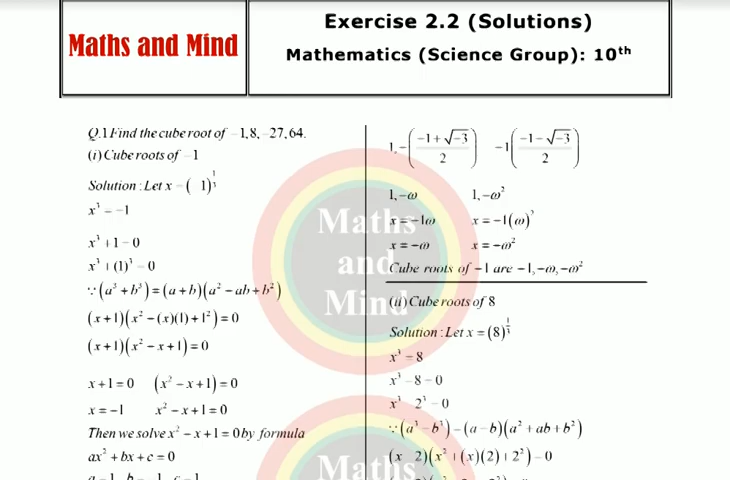 Maths and Mind
Exercise 2.2 (Solutions)
Mathematics (Science Group): 10th
Q.1 Find the cube root of −1,8,−27,64.
(i) Cube roots of −1
Solution : Let x = (−1)^(1/3)
x³ = −1
x³ +1 = 0
x³ + (1)³ = 0
∵ (a³ + b³) = (a + b)(a² − ab + b²)
(x +1)(x² − (x)(1) +1²) = 0
(x +1)(x² − x +1) = 0
x +1 = 0 (x² − x +1) = 0
x = −1 x² − x +1 = 0
Then we solve x² − x +1 = 0 by formula
ax² + bx + c = 0
1,−((−1+√−3)/2) −1((−1−√−3)/2)
1,−ω 1,−ω²
x = −1ω x = −1(ω)²
x = −ω x = −ω²
Cube roots of −1 are −1,−ω,−ω²
(ii) Cube roots of 8
Solution : Let x = (8)^(1/3)
x³ = 8
x³ − 8 = 0
x³ − 2³ = 0
∵ (a³ − b³) = (a − b)(a² + ab + b²)
(x − 2)(x² + (x)(2) + 2²) = 0
Maths
and
Mind
Maths